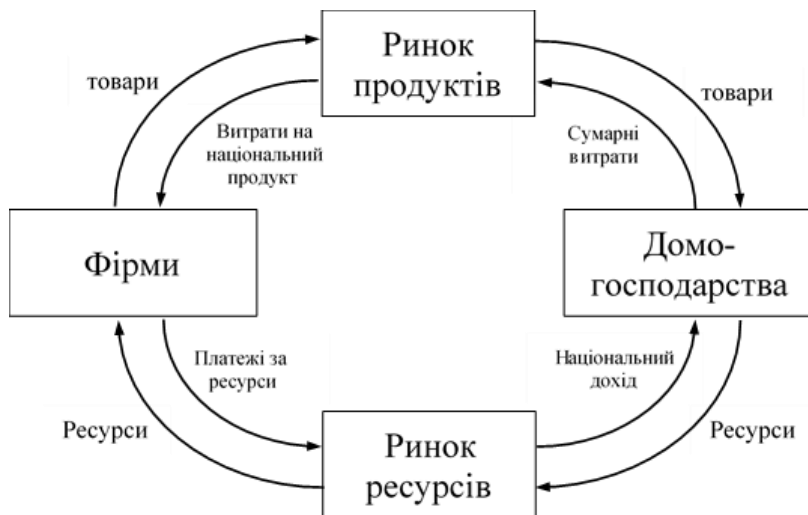 Ринок
продуктів
товари
товари
Витрати на
національний
продукт
Сумарні
витрати
Фірми
Домо-
господарства
Платежі за
ресурси
Національний
дохід
Ресурси
Ресурси
Ринок
ресурсів